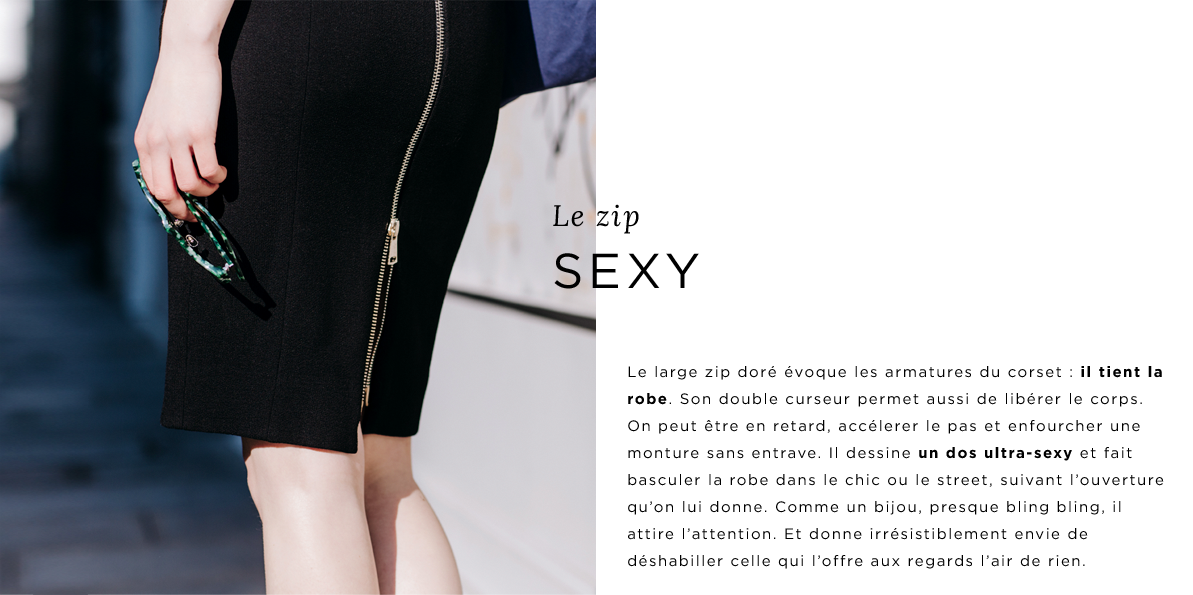 Le zip
SEXY
Le large zip doré évoque les armatures du corset : il tient la
robe. Son double curseur permet aussi de libérer le corps.
On peut être en retard, accélerer le pas et enfourcher une
monture sans entrave. Il dessine un dos ultra-sexy et fait
basculer la robe dans le chic ou le street, suivant l’ouverture
qu’on lui donne. Comme un bijou, presque bling bling, il
attire l’attention. Et donne irrésistiblement envie de
déshabiller celle qui l’offre aux regards l’air de rien.